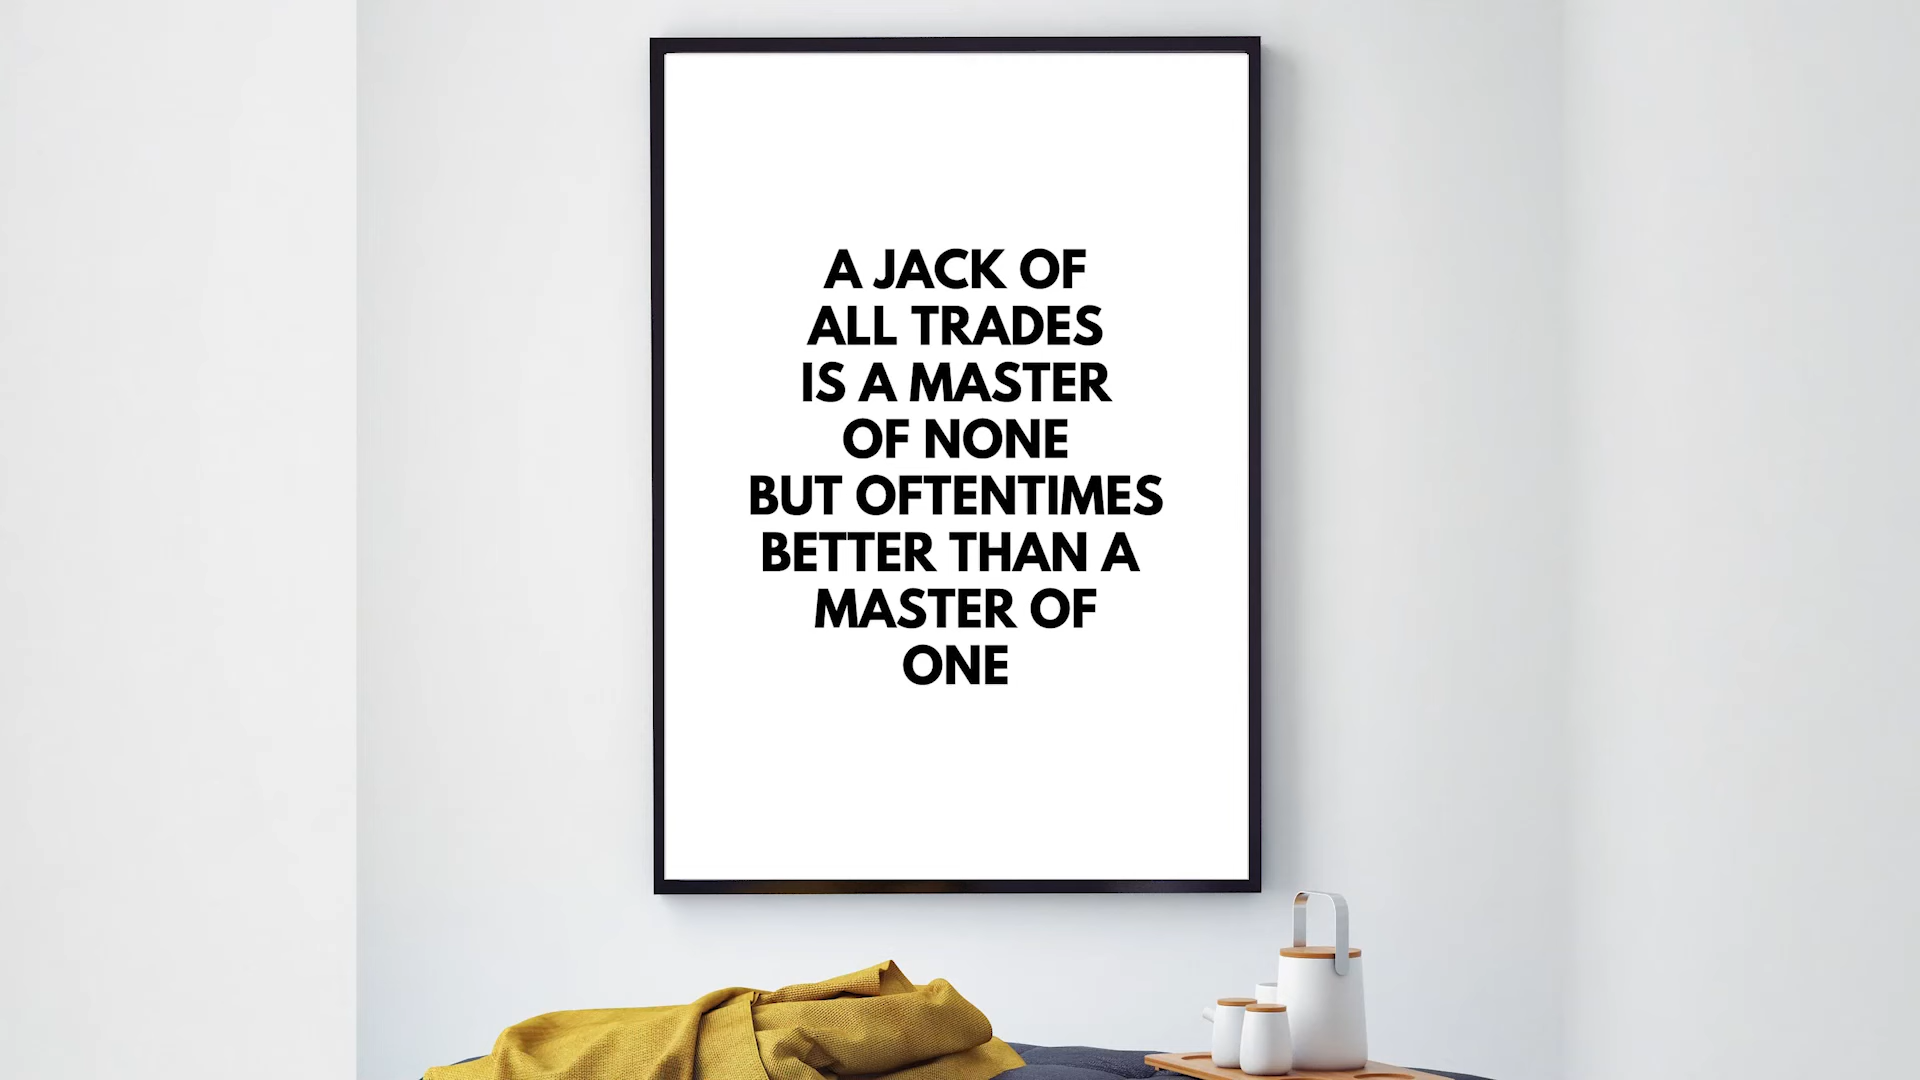 A JACK OF
ALL TRADES
IS A MASTER
OF NONE
BUT OFTENTIMES
BETTER THAN A
MASTER OF
ONE